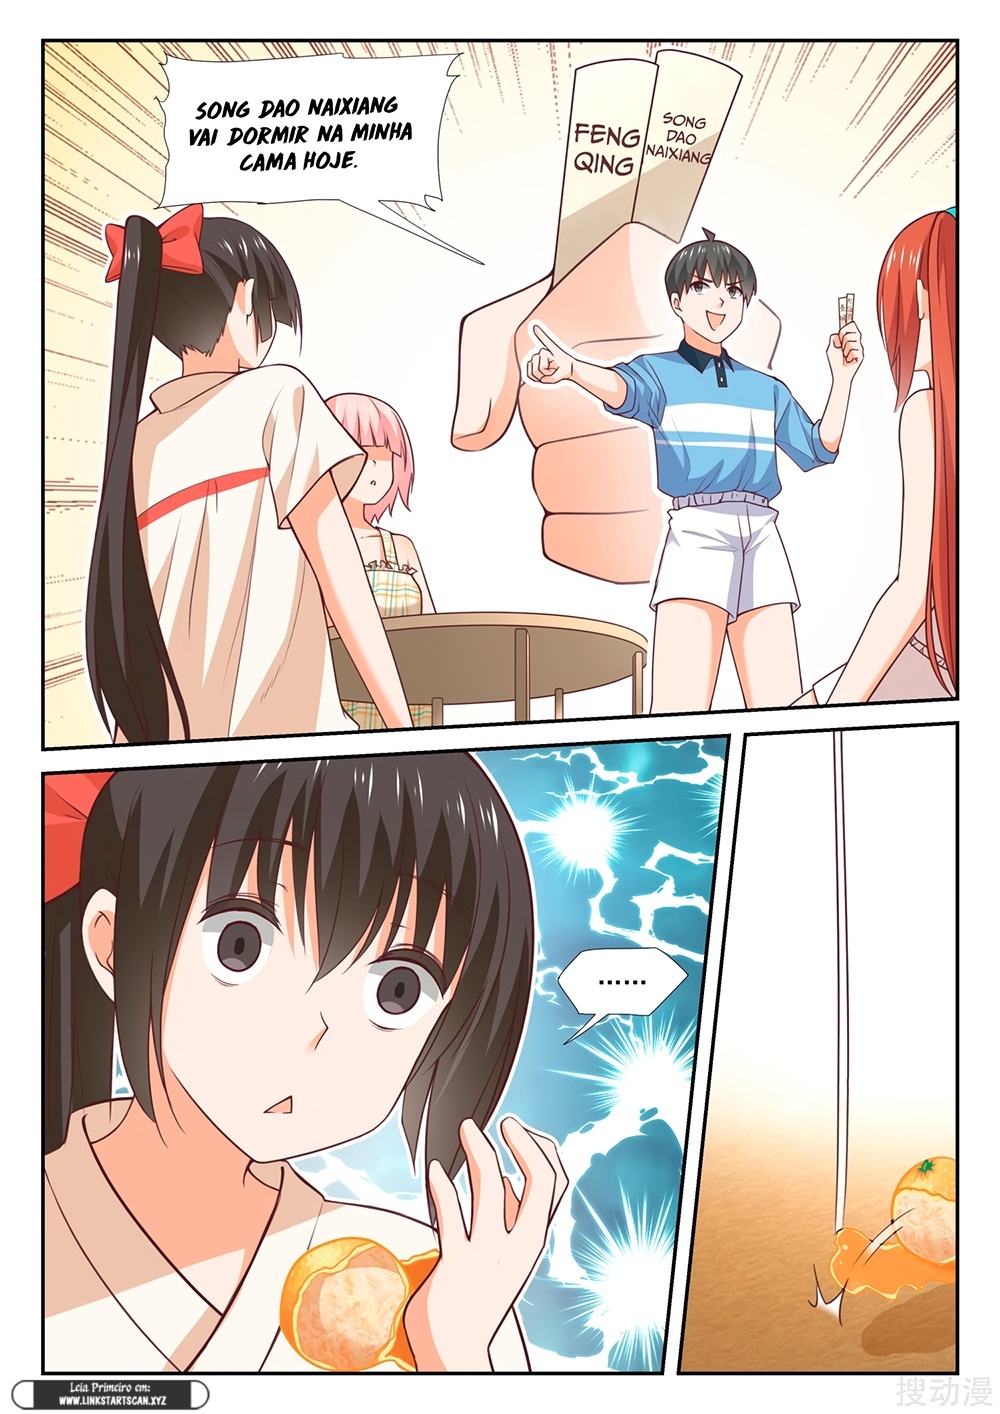 SONG DAO NAIXIANG
VAI DORMIR NA MINHA
CAMA HOJE.
FENG
QING
SONG
DAO
NAIXIANG
......
Leia Primeiro em:
WWW.LINKSTARTSCAN.XYZ
搜动漫